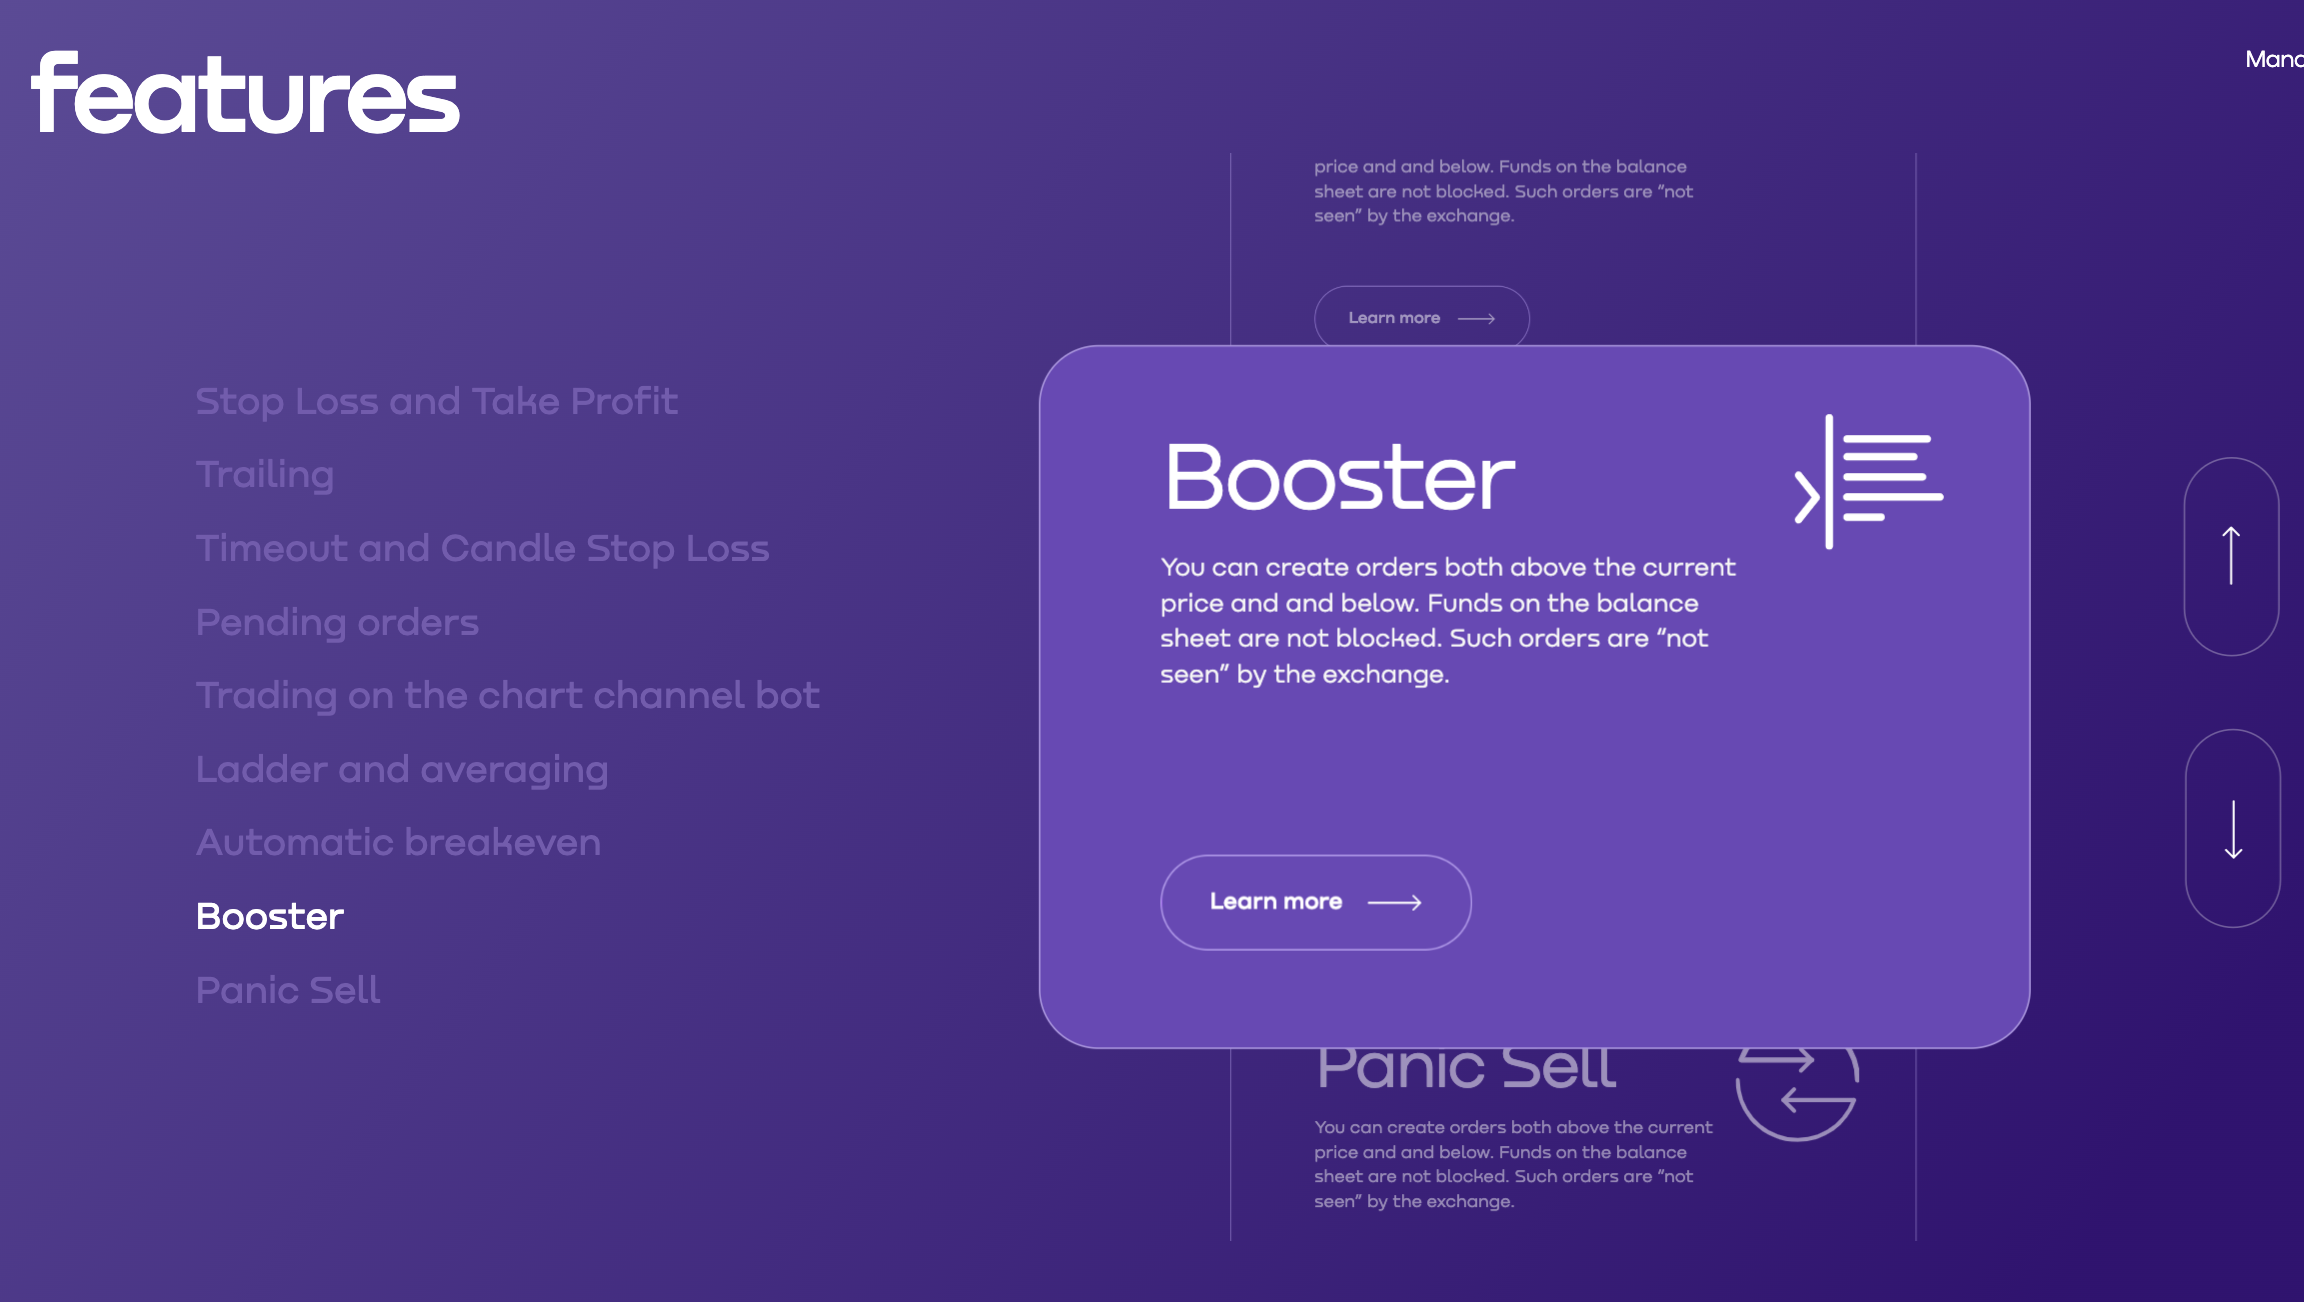 features
price and and below. Funds on the balance
sheet are not blocked. Such orders are “not
seen” by the exchange.
Learn more
Stop Loss and Take Profit
Trailing
Timeout and Candle Stop Loss
Pending orders
Trading on the chart channel bot
Ladder and averaging
Automatic breakeven
Booster
Panic Sell
Booster
You can create orders both above the current
price and and below. Funds on the balance
sheet are not blocked. Such orders are “not
seen” by the exchange.
Learn more
Panic Sell
You can create orders both above the current
price and and below. Funds on the balance
sheet are not blocked. Such orders are “not
seen” by the exchange.